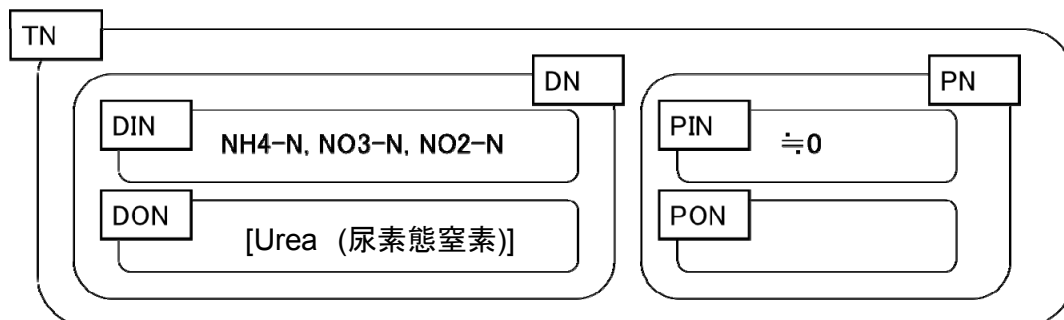 TN
DN
PN
DIN
NH4-N, NO3-N, NO2-N
PIN
≒0
DON
[Urea (尿素態窒素)]
PON